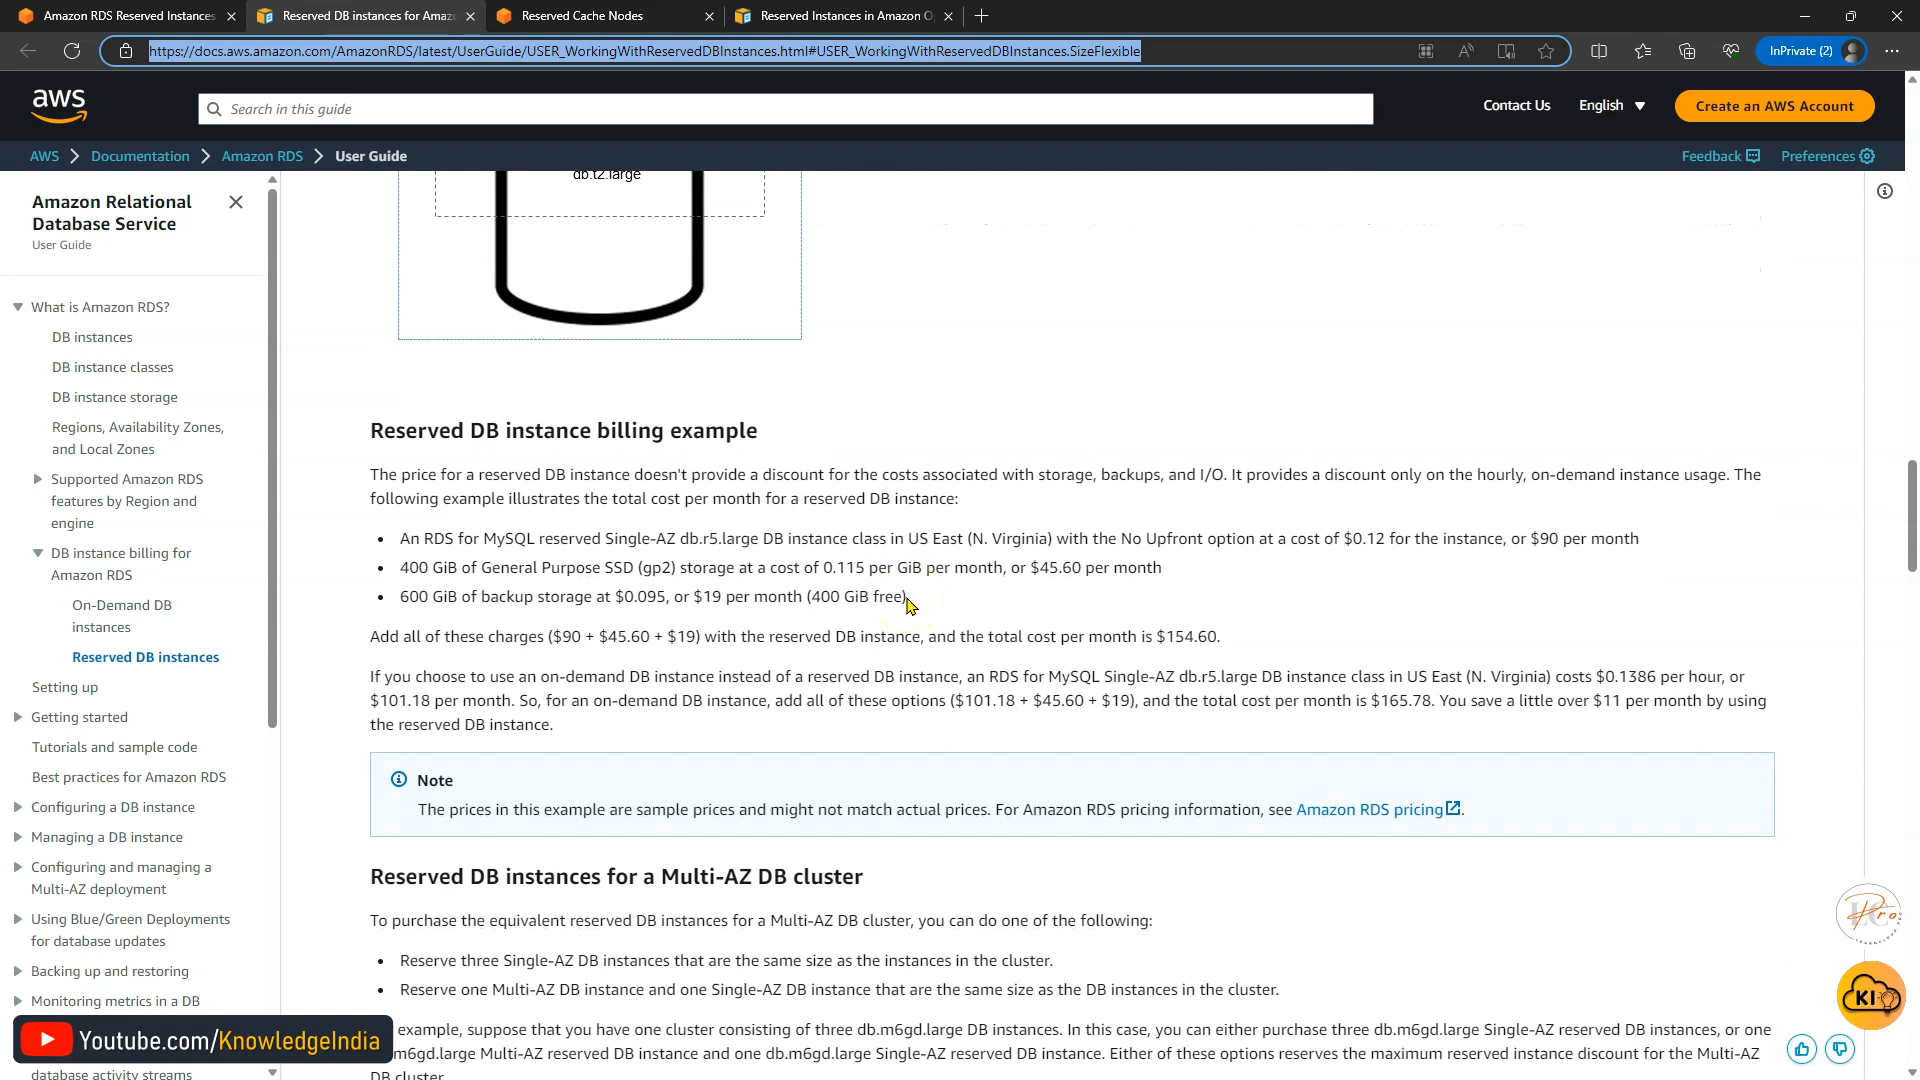 Amazon RDS Reserved Instances
Reserved DB instances for Amaz
Reserved Cache Nodes
Reserved Instances in Amazon O
https://docs.aws.amazon.com/AmazonRDS/latest/UserGuide/USER_WorkingWithReservedDBInstances.html#USER_WorkingWithReservedDBInstances.SizeFlexible
InPrivate (2)
aws
Search in this guide
Contact Us
English
Create an AWS Account
AWS
Documentation
Amazon RDS
User Guide
Feedback
Preferences
Amazon Relational
Database Service
User Guide
What is Amazon RDS?
DB instances
DB instance classes
DB instance storage
Regions, Availability Zones,
and Local Zones
Supported Amazon RDS
features by Region and
engine
DB instance billing for
Amazon RDS
On-Demand DB
instances
Reserved DB instances
Setting up
Getting started
Tutorials and sample code
Best practices for Amazon RDS
Configuring a DB instance
Managing a DB instance
Configuring and managing a
Multi-AZ deployment
Using Blue/Green Deployments
for database updates
Backing up and restoring
Monitoring metrics in a DB
database activity streams
db.t2.large
Reserved DB instance billing example
The price for a reserved DB instance doesn't provide a discount for the costs associated with storage, backups, and I/O. It provides a discount only on the hourly, on-demand instance usage. The
following example illustrates the total cost per month for a reserved DB instance:
• An RDS for MySQL reserved Single-AZ db.r5.large DB instance class in US East (N. Virginia) with the No Upfront option at a cost of $0.12 for the instance, or $90 per month
• 400 GiB of General Purpose SSD (gp2) storage at a cost of 0.115 per GiB per month, or $45.60 per month
• 600 GiB of backup storage at $0.095, or $19 per month (400 GiB free)
Add all of these charges ($90 + $45.60 + $19) with the reserved DB instance, and the total cost per month is $154.60.
If you choose to use an on-demand DB instance instead of a reserved DB instance, an RDS for MySQL Single-AZ db.r5.large DB instance class in US East (N. Virginia) costs $0.1386 per hour, or
$101.18 per month. So, for an on-demand DB instance, add all of these options ($101.18 + $45.60 + $19), and the total cost per month is $165.78. You save a little over $11 per month by using
the reserved DB instance.
Note
The prices in this example are sample prices and might not match actual prices. For Amazon RDS pricing information, see Amazon RDS pricing.
Reserved DB instances for a Multi-AZ DB cluster
To purchase the equivalent reserved DB instances for a Multi-AZ DB cluster, you can do one of the following:
• Reserve three Single-AZ DB instances that are the same size as the instances in the cluster.
• Reserve one Multi-AZ DB instance and one Single-AZ DB instance that are the same size as the DB instances in the cluster.
example, suppose that you have one cluster consisting of three db.m6gd.large DB instances. In this case, you can either purchase three db.m6gd.large Single-AZ reserved DB instances, or one
m6gd.large Multi-AZ reserved DB instance and one db.m6gd.large Single-AZ reserved DB instance. Either of these options reserves the maximum reserved instance discount for the Multi-AZ
DB cluster
Youtube.com/KnowledgeIndia
Pro
KI